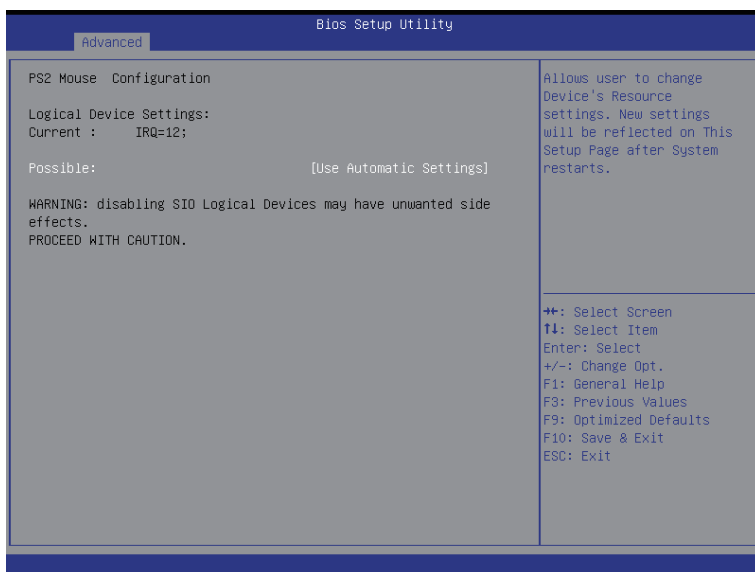 Bios Setup Utility
Advanced
PS2 Mouse  Configuration
Logical Device Settings:
Current :    IRQ=12;
Possible:    [Use Automatic Settings]
WARNING: disabling SIO Logical Devices may have unwanted side
effects.
PROCEED WITH CAUTION.
Allows user to change
Device's Resource
settings. New settings
will be reflected on This
Setup Page after System
restarts.
→←: Select Screen
↑↓: Select Item
Enter: Select
+/-: Change Opt.
F1: General Help
F3: Previous Values
F9: Optimized Defaults
F10: Save & Exit
ESC: Exit